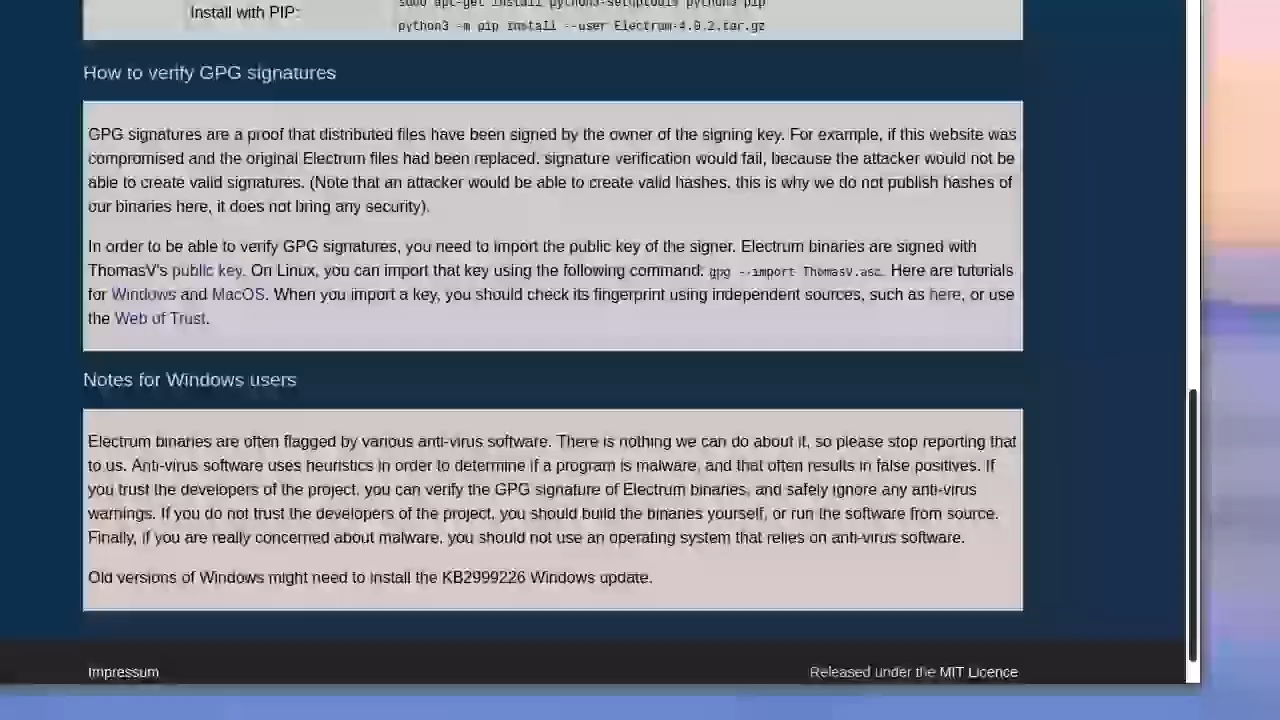 sudo apt-get install python3-setuptools python3-pip
Install with PIP:
python3 -m pip install --user Electrum-4.0.2.tar.gz
How to verify GPG signatures
GPG signatures are a proof that distributed files have been signed by the owner of the signing key. For example, if this website was
compromised and the original Electrum files had been replaced, signature verification would fail, because the attacker would not be
able to create valid signatures. (Note that an attacker would be able to create valid hashes, this is why we do not publish hashes of
our binaries here, it does not bring any security).
In order to be able to verify GPG signatures, you need to import the public key of the signer. Electrum binaries are signed with
ThomasV's public key. On Linux, you can import that key using the following command: gpg --import ThomasV.asc. Here are tutorials
for Windows and MacOS. When you import a key, you should check its fingerprint using independent sources, such as here, or use
the Web of Trust.
Notes for Windows users
Electrum binaries are often flagged by various anti-virus software. There is nothing we can do about it, so please stop reporting that
to us. Anti-virus software uses heuristics in order to determine if a program is malware, and that often results in false positives. If
you trust the developers of the project, you can verify the GPG signature of Electrum binaries, and safely ignore any anti-virus
warnings. If you do not trust the developers of the project, you should build the binaries yourself, or run the software from source.
Finally, if you are really concerned about malware, you should not use an operating system that relies on anti-virus software.
Old versions of Windows might need to install the KB2999226 Windows update.
Impressum
Released under the MIT Licence